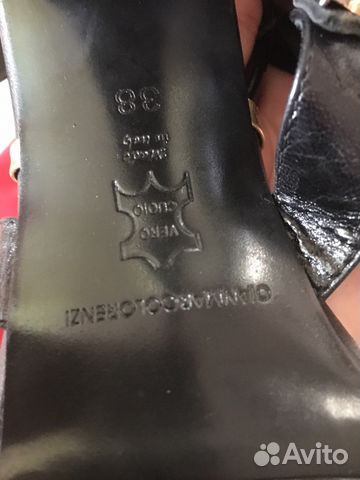 GIANMARCOLORENZI
VERO
CUOIO
Made
in Italy
38
Avito